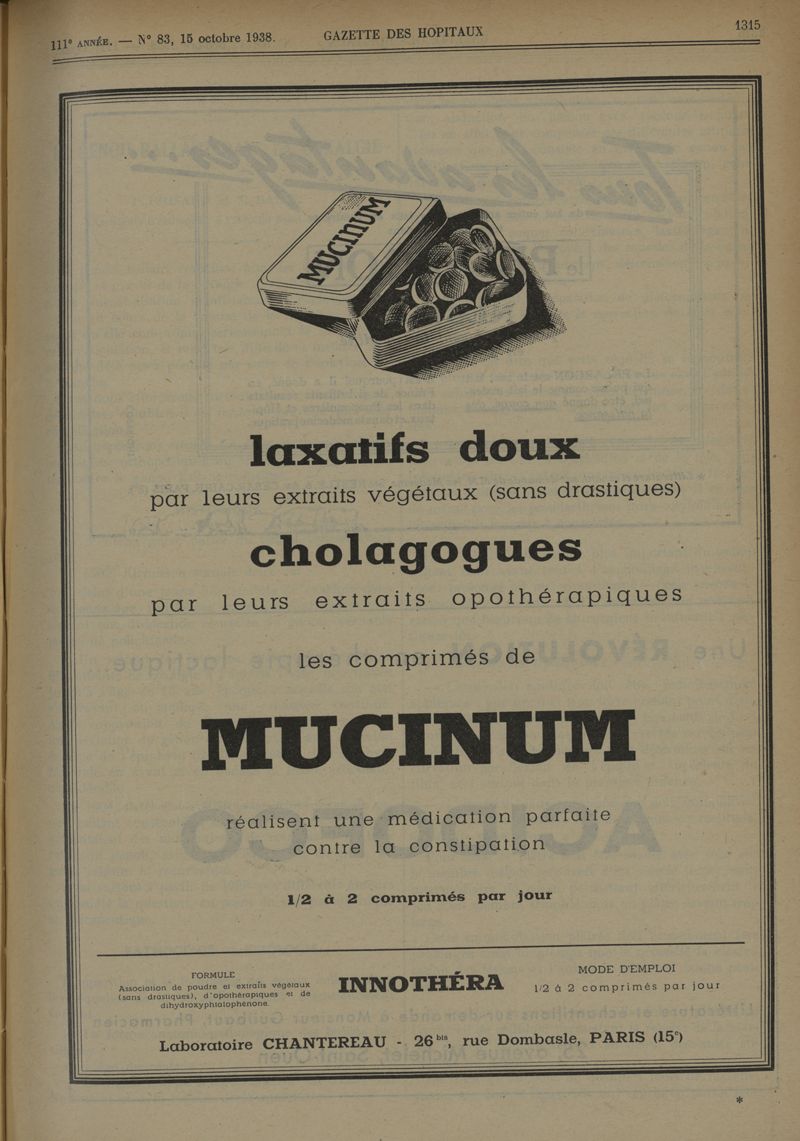 111e ANNÉE. — N° 83, 15 octobre 1938. GAZETTE DES HOPITAUX 1315
MUCINUM
laxatifs doux
par leurs extraits végétaux (sans drastiques)
cholagogues
par leurs extraits opothérapiques
les comprimés de
MUCINUM
réalisent une médication parfaite
contre la constipation
1/2 à 2 comprimés par jour
FORMULE
Association de poudre et extraits végétaux
(sans drastiques), d'opothérapiques et de
dihydroxyphtalophénone.
INNOTHÉRA
MODE D'EMPLOI
1/2 à 2 comprimés par jour
Laboratoire CHANTEREAU - 26 bis, rue Dombasle, PARIS (15e)
*